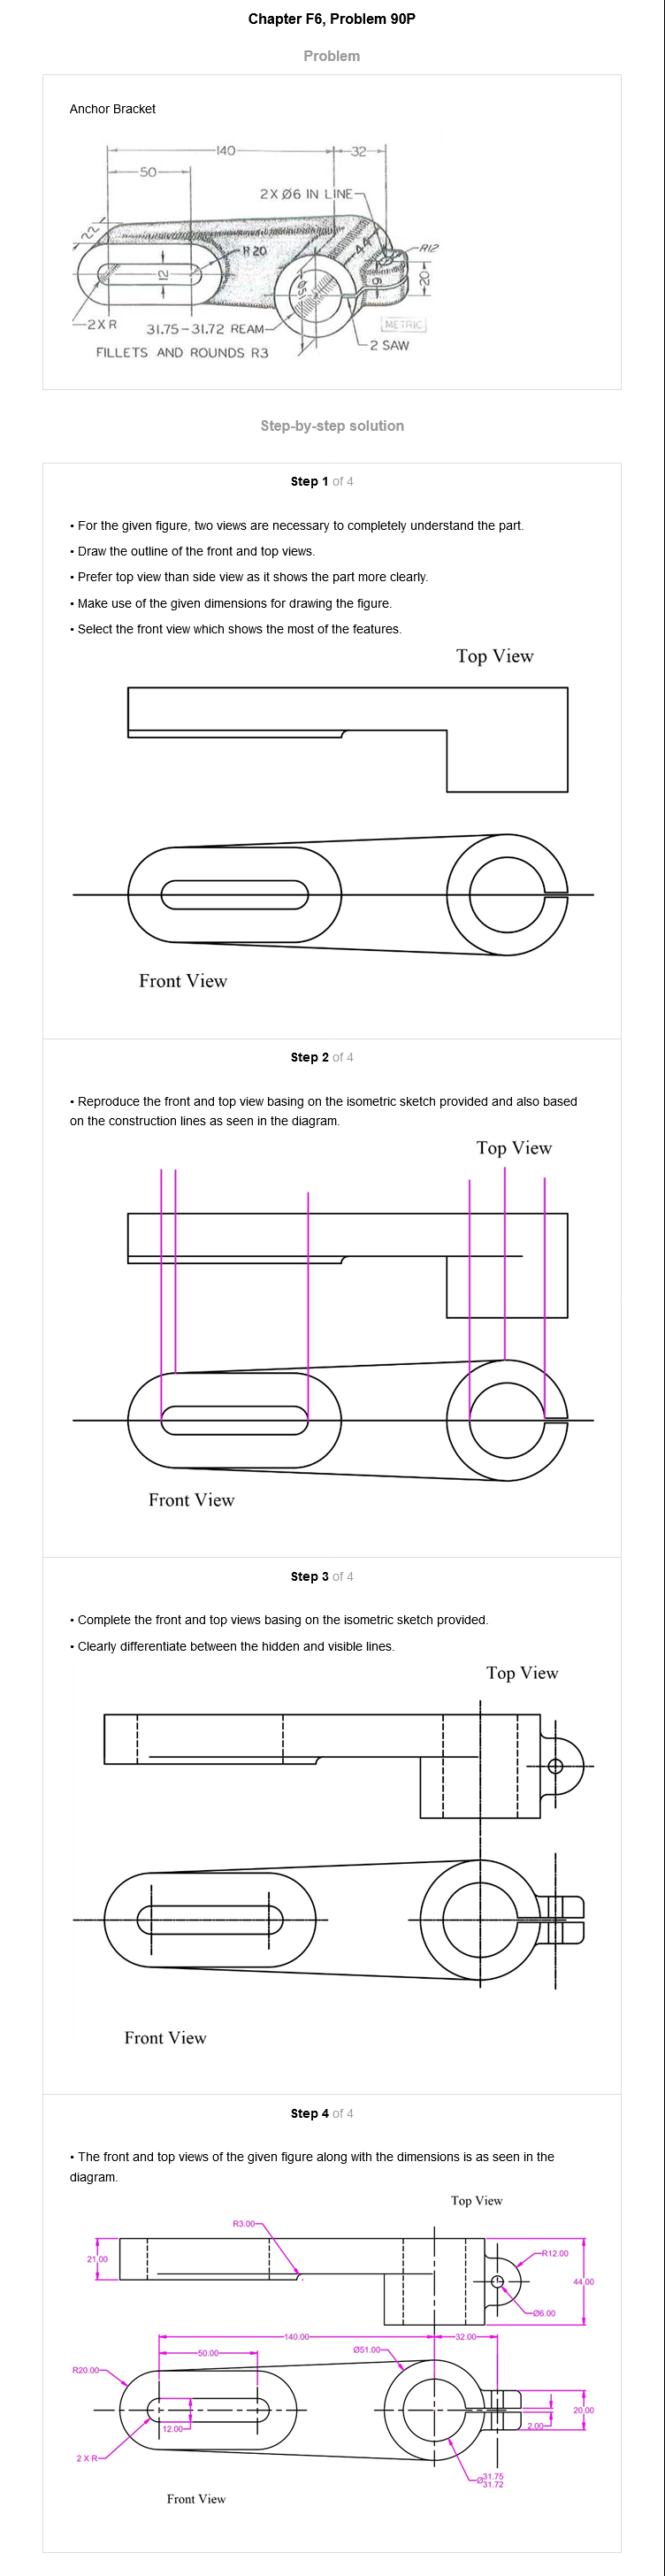 Chapter F6, Problem 90P
Problem
Anchor Bracket
140
32
50
2X Ø6 IN LINE
22
R 20
44
R12
12
Ø51
9
20
2 X R
31.75-31.72 REAM
METRIC
2 SAW
FILLETS AND ROUNDS R3
Step-by-step solution
Step 1 of 4
• For the given figure, two views are necessary to completely understand the part.
• Draw the outline of the front and top views.
• Prefer top view than side view as it shows the part more clearly.
• Make use of the given dimensions for drawing the figure.
• Select the front view which shows the most of the features.
Top View
Front View
Step 2 of 4
• Reproduce the front and top view basing on the isometric sketch provided and also based
on the construction lines as seen in the diagram.
Top View
Front View
Step 3 of 4
• Complete the front and top views basing on the isometric sketch provided.
• Clearly differentiate between the hidden and visible lines.
Top View
Front View
Step 4 of 4
• The front and top views of the given figure along with the dimensions is as seen in the
diagram.
Top View
R3.00
R12.00
21.00
44.00
Ø6.00
140.00
32.00
50.00
Ø51.00
R20.00
20.00
12.00
2.00
2 X R
Ø31.75
31.72
Front View